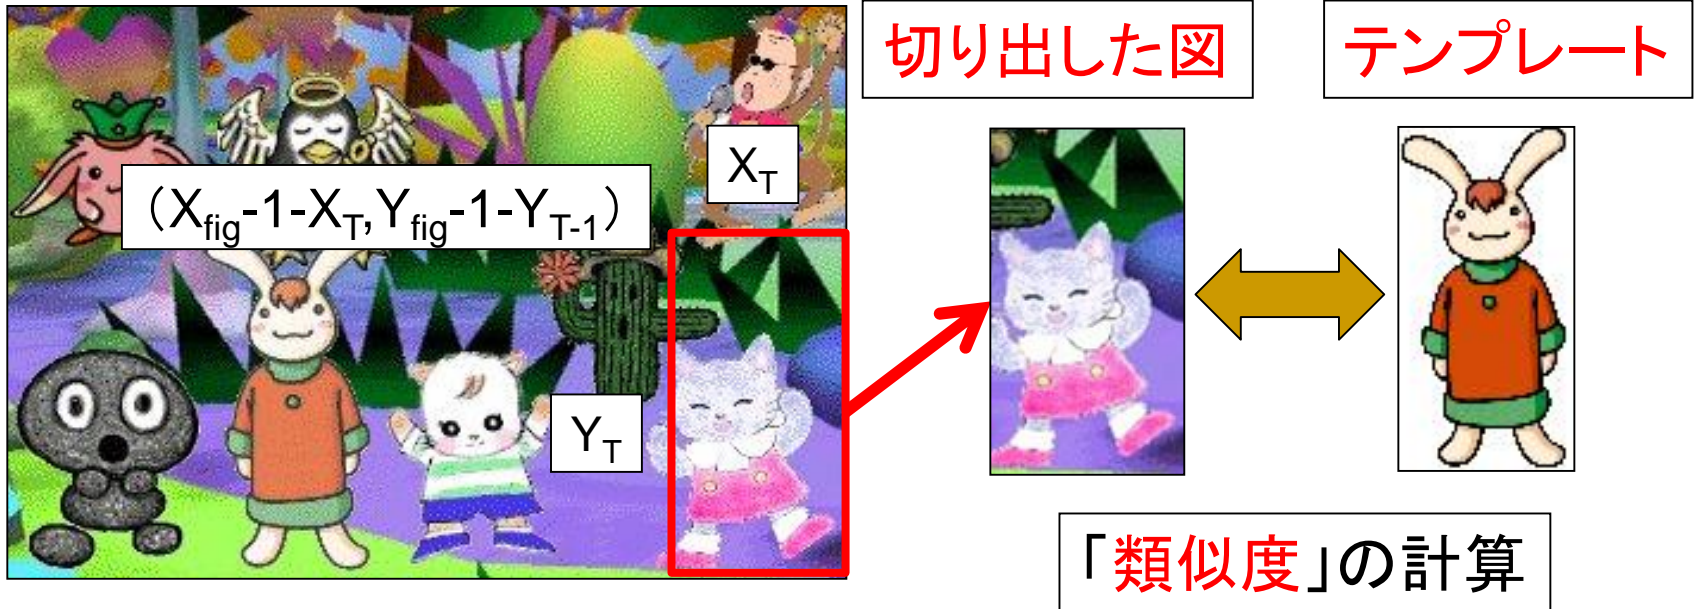 切り出した図
テンプレート
X_T
（X_fig-1-X_T,Y_fig-1-Y_T-1）
Y_T
「類似度」の計算